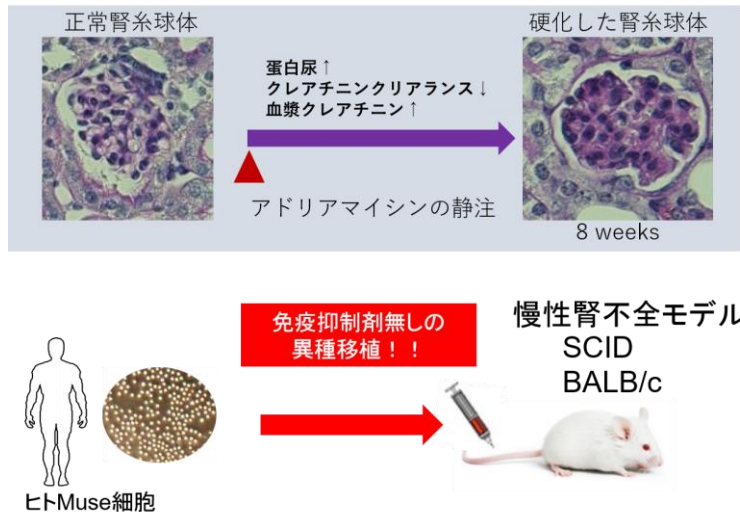 正常腎糸球体
硬化した腎糸球体
蛋白尿↑
クレアチニンクリアランス↓
血漿クレアチニン↑
アドリアマイシンの静注
8 weeks
免疫抑制剤無しの
異種移植！！
慢性腎不全モデル
SCID
BALB/c
ヒトMuse細胞